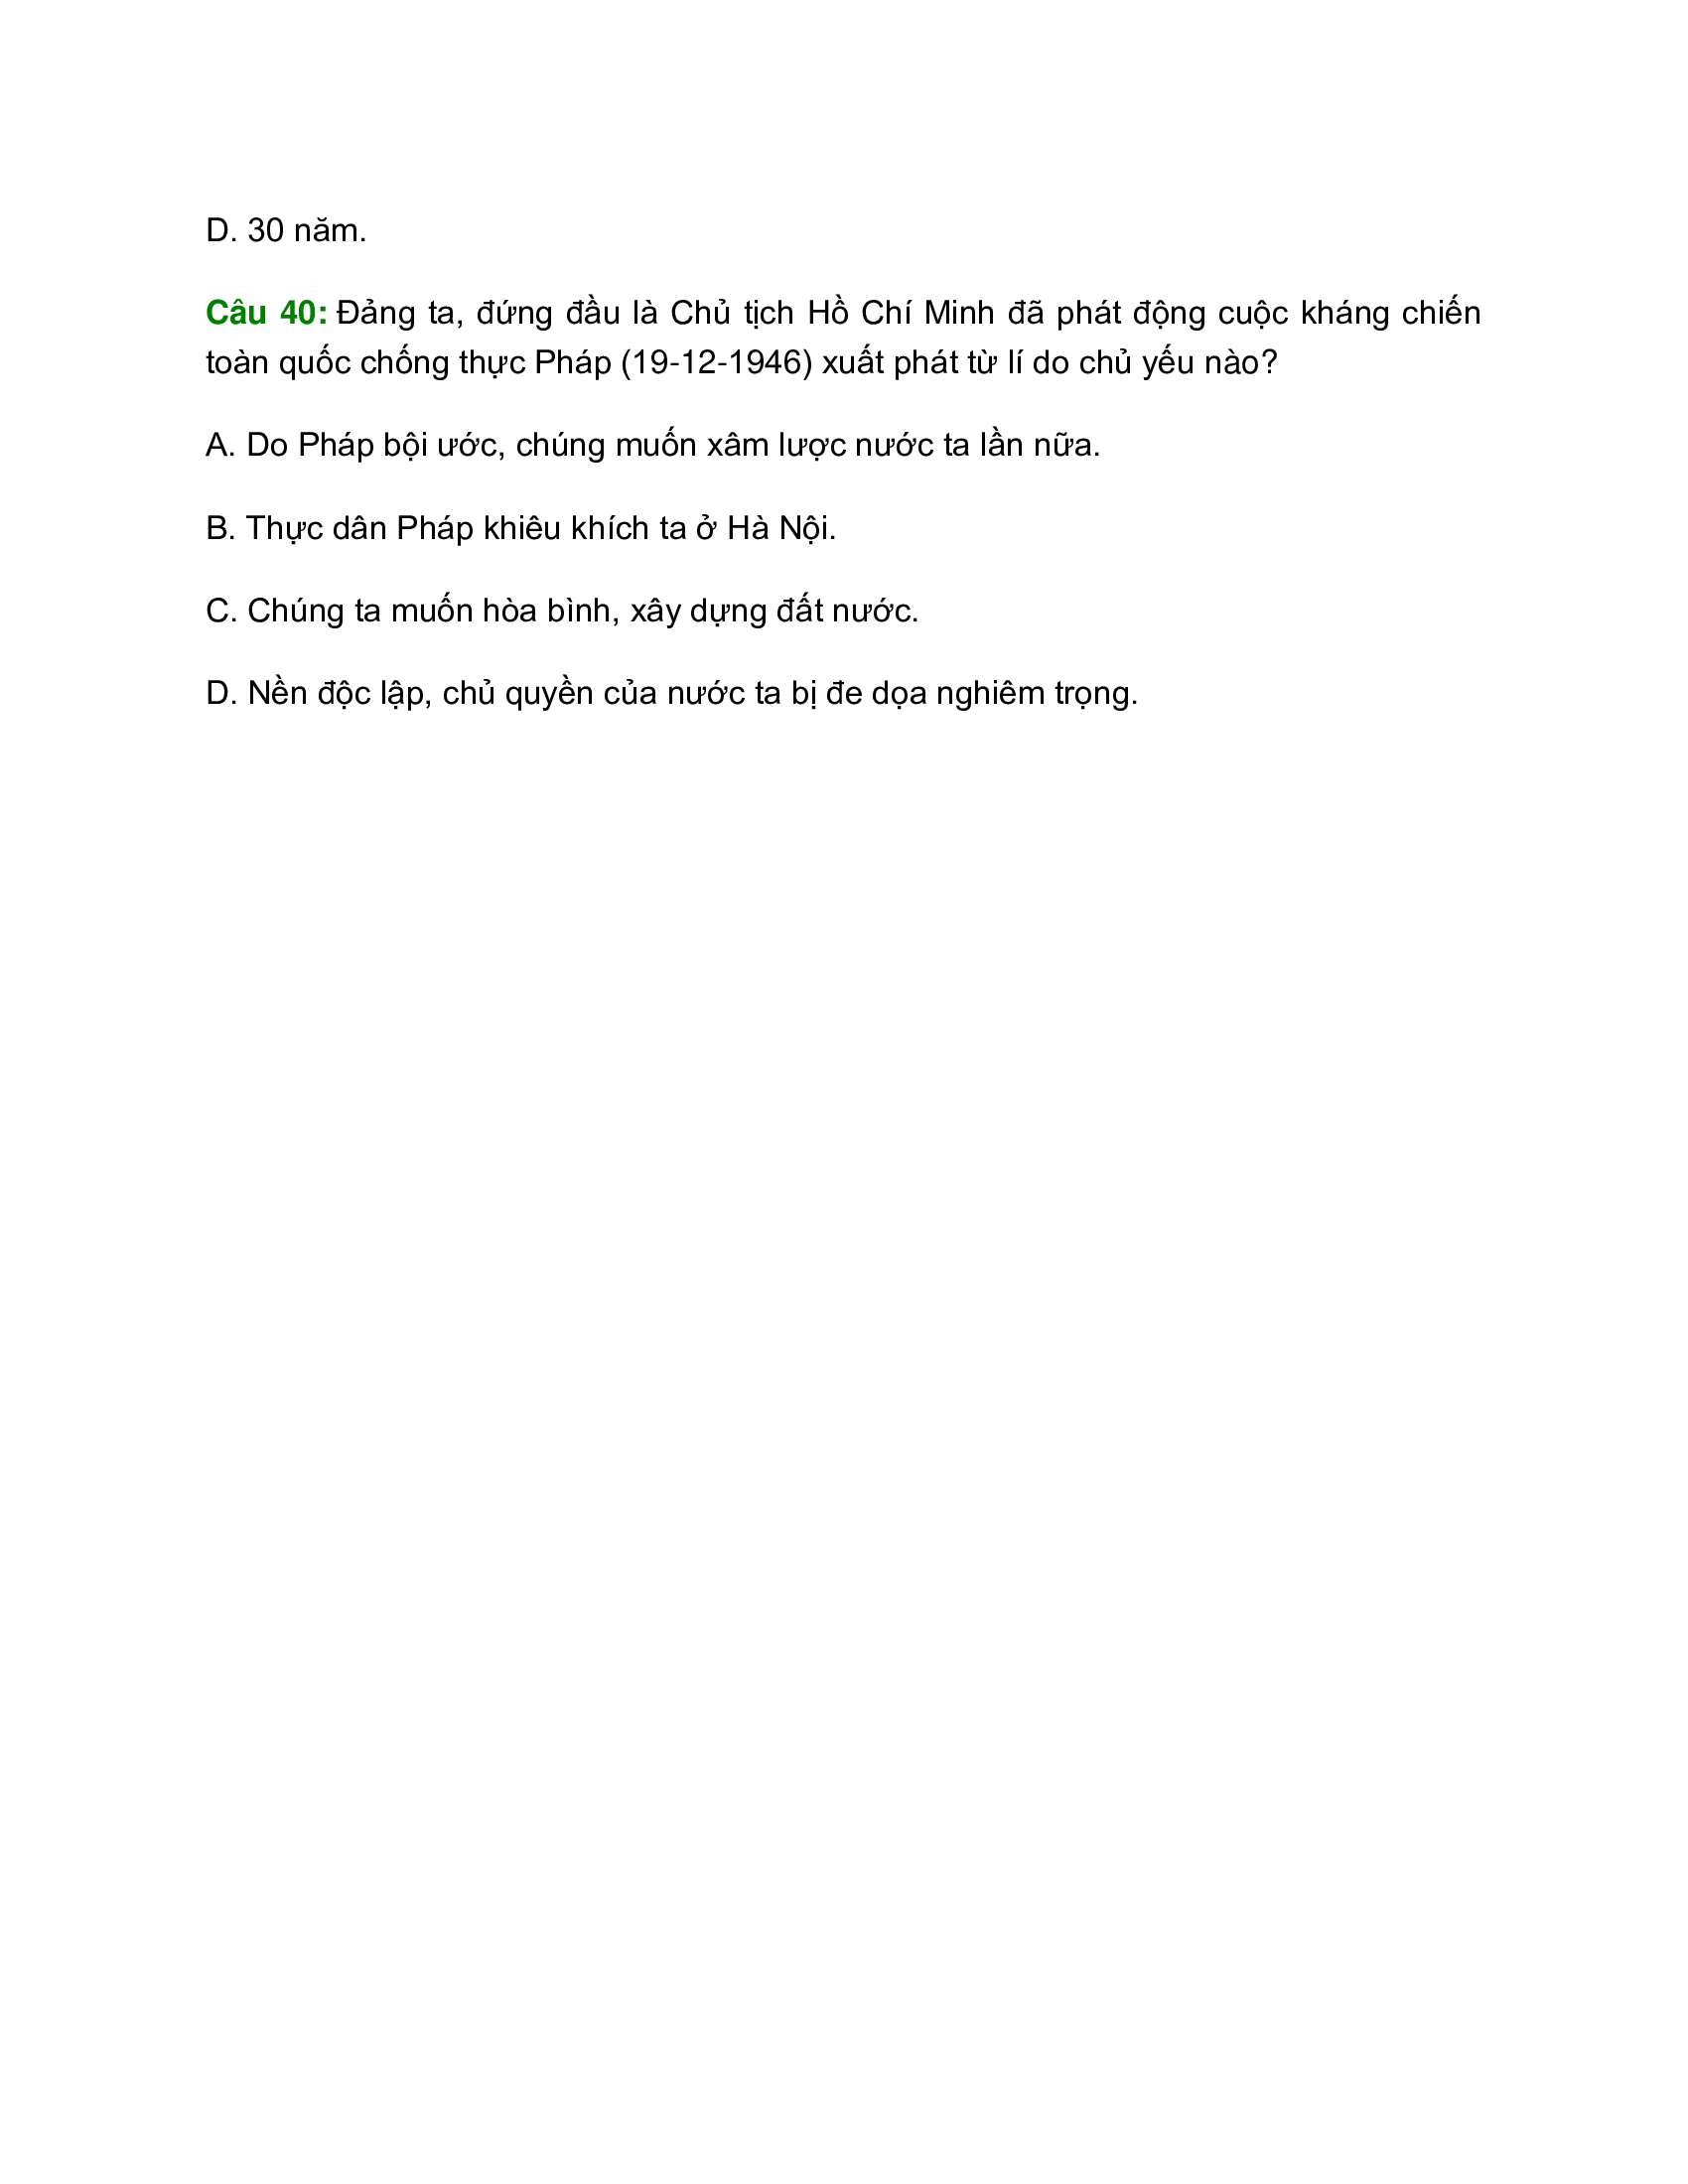 D. 30 năm.
Câu 40: Đảng ta, đứng đầu là Chủ tịch Hồ Chí Minh đã phát động cuộc kháng chiến
toàn quốc chống thực Pháp (19-12-1946) xuất phát từ lí do chủ yếu nào?
A. Do Pháp bội ước, chúng muốn xâm lược nước ta lần nữa.
B. Thực dân Pháp khiêu khích ta ở Hà Nội.
C. Chúng ta muốn hòa bình, xây dựng đất nước.
D. Nền độc lập, chủ quyền của nước ta bị đe dọa nghiêm trọng.